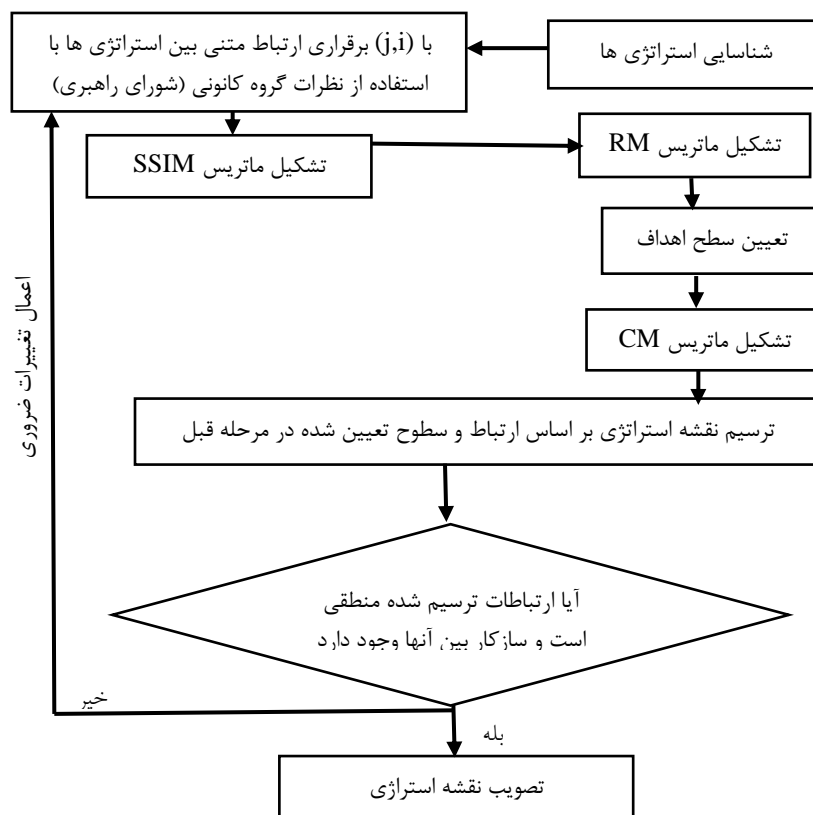 شناسایی استراتژی ها
با (j,i) برقراری ارتباط متنی بین استراتژی ها با
استفاده از نظرات گروه کانونی (شورای راهبری)
تشکیل ماتریس SSIM
تشکیل ماتریس RM
تعیین سطح اهداف
تشکیل ماتریس CM
ترسیم نقشه استراتژی بر اساس ارتباط و سطوح تعیین شده در مرحله قبل
آیا ارتباطات ترسیم شده منطقی
است و سازکار بین آنها وجود دارد
خیر
اعمال تغییرات ضروری
بله
تصویب نقشه استراژی